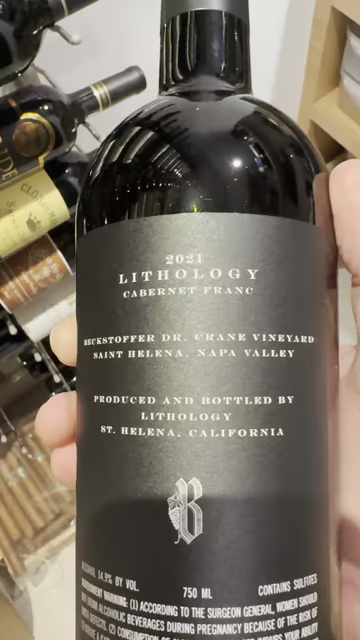 2021
LITHOLOGY
CABERNET FRANC
BECKSTOFFER DR. CRANE VINEYARD
SAINT HELENA, NAPA VALLEY
PRODUCED AND BOTTLED BY
LITHOLOGY
ST. HELENA, CALIFORNIA
B
ALCOHOL 14.9% BY VOL. 750 ML CONTAINS SULFITES
WARNING: (1) ACCORDING TO THE SURGEON GENERAL, WOMEN SHOULD
NOT DRINK ALCOHOLIC BEVERAGES DURING PREGNANCY BECAUSE OF THE RISK OF
DEFECTS. (2) CONSUMPTION OF